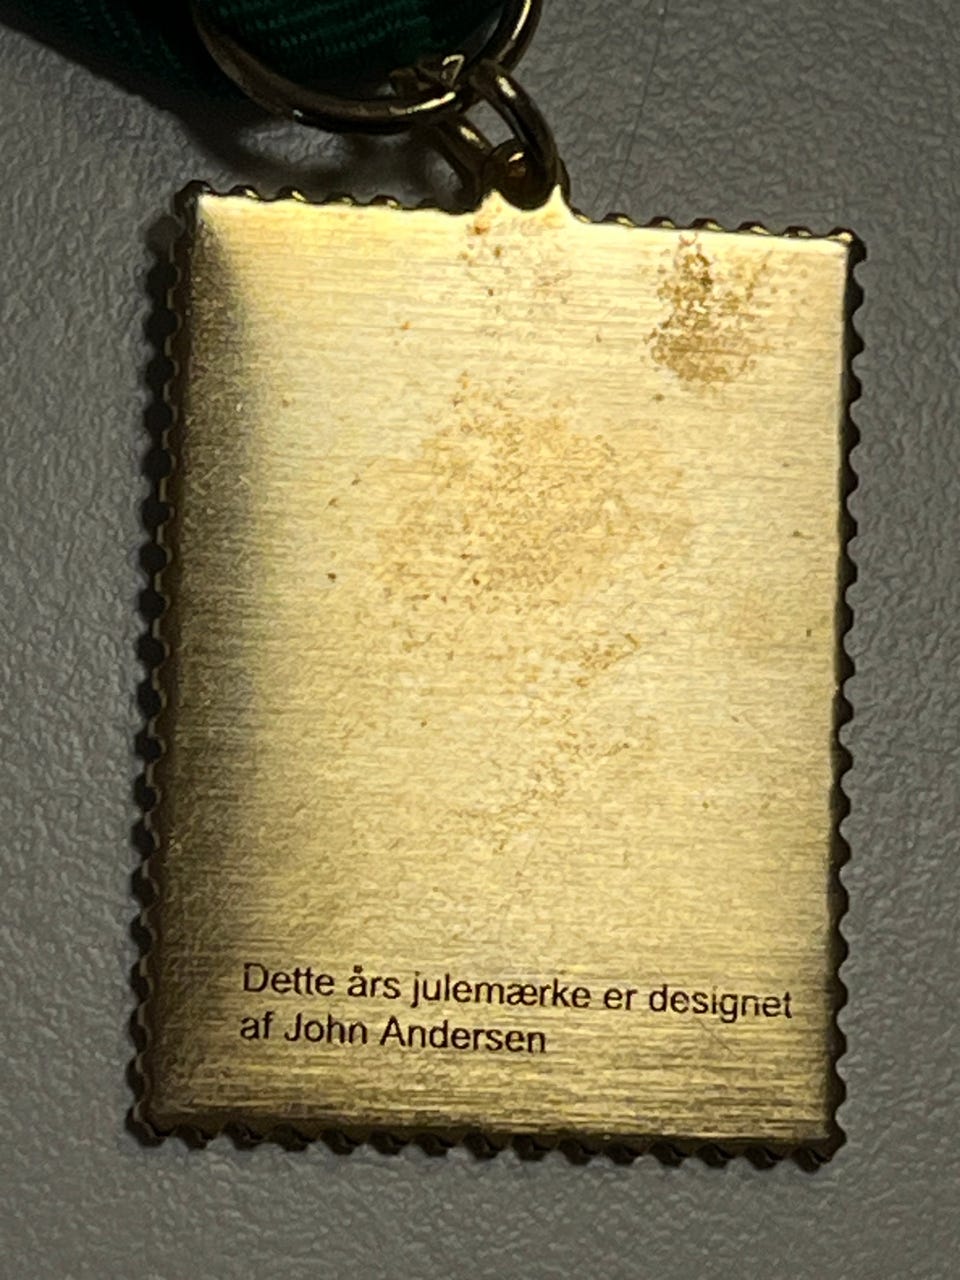 Dette års julemærke er designet
af John Andersen